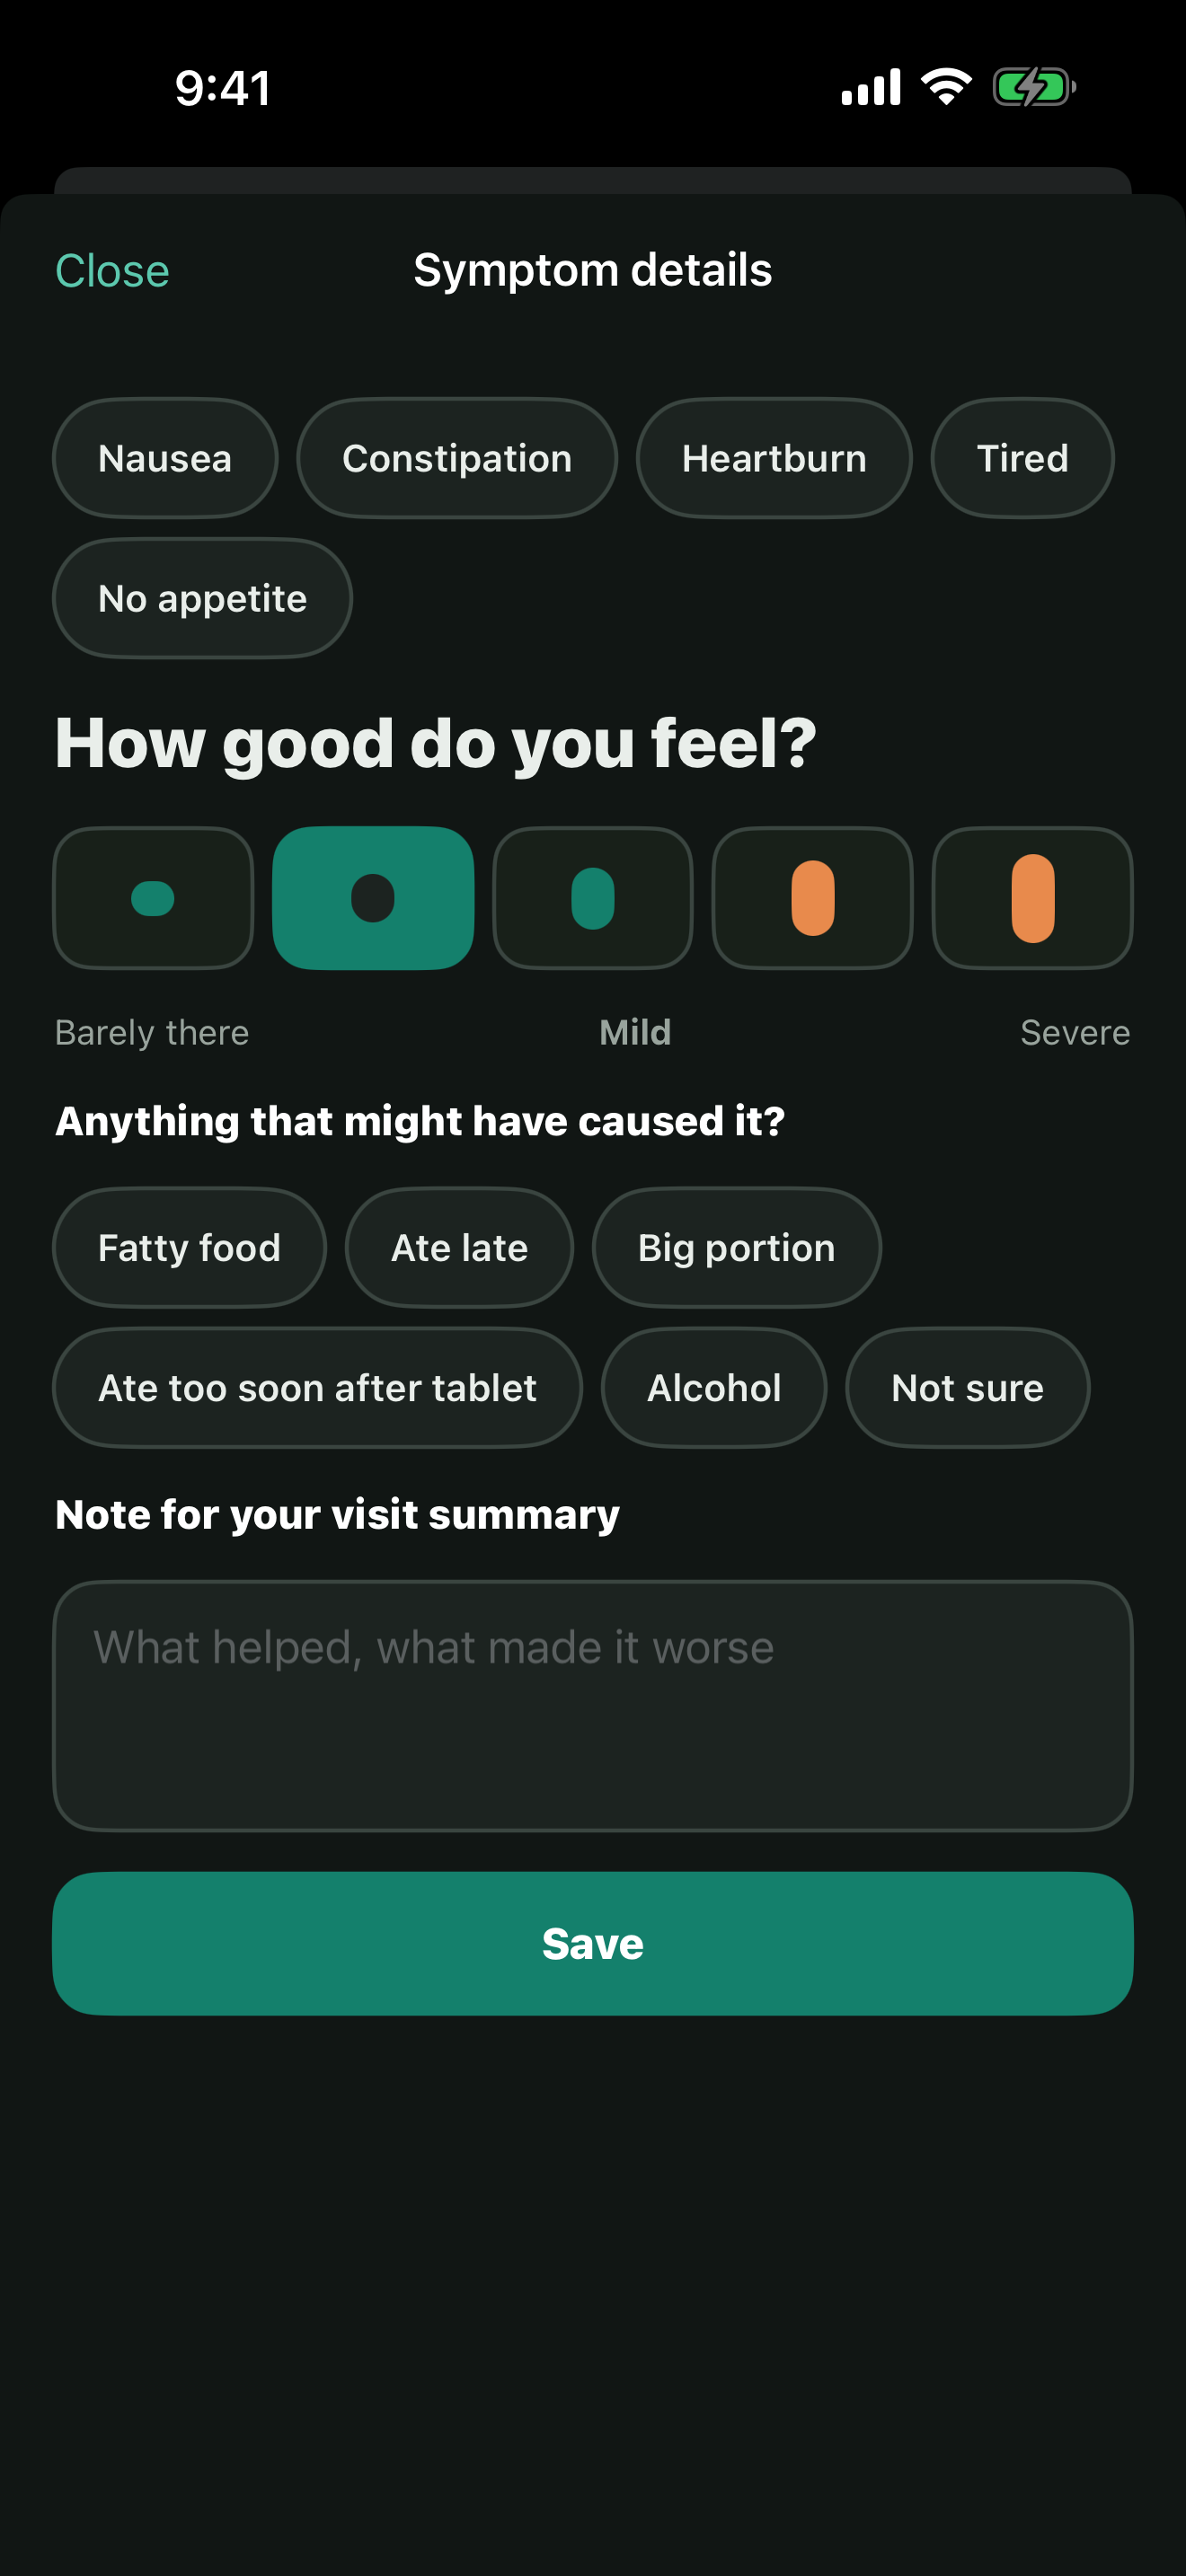 9:41
Close
Symptom details
Nausea
Constipation
Heartburn
Tired
No appetite
How good do you feel?
Barely there
Mild
Severe
Anything that might have caused it?
Fatty food
Ate late
Big portion
Ate too soon after tablet
Alcohol
Not sure
Note for your visit summary
What helped, what made it worse
Save